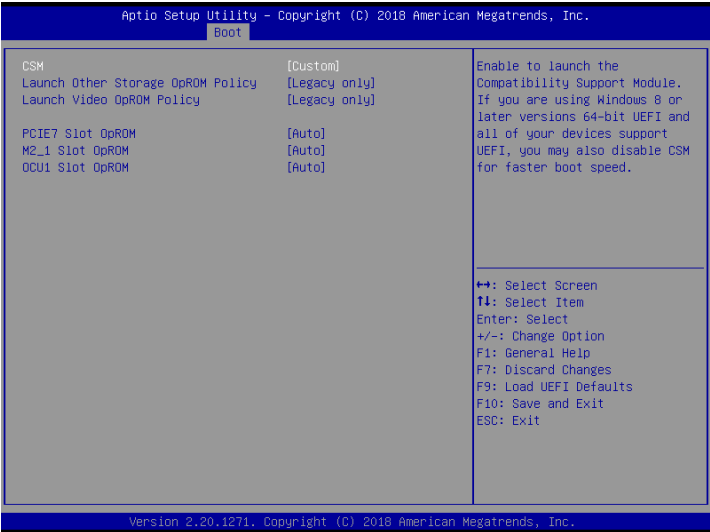 Aptio Setup Utility – Copyright (C) 2018 American Megatrends, Inc.
Boot
CSM [Custom]
Launch Other Storage OpROM Policy [Legacy only]
Launch Video OpROM Policy [Legacy only]
PCIE7 Slot OpROM [Auto]
M2_1 Slot OpROM [Auto]
OCU1 Slot OpROM [Auto]
Enable to launch the
Compatibility Support Module.
If you are using Windows 8 or
later versions 64-bit UEFI and
all of your devices support
UEFI, you may also disable CSM
for faster boot speed.
↔: Select Screen
↑↓: Select Item
Enter: Select
+/-: Change Option
F1: General Help
F7: Discard Changes
F9: Load UEFI Defaults
F10: Save and Exit
ESC: Exit
Version 2.20.1271. Copyright (C) 2018 American Megatrends, Inc.